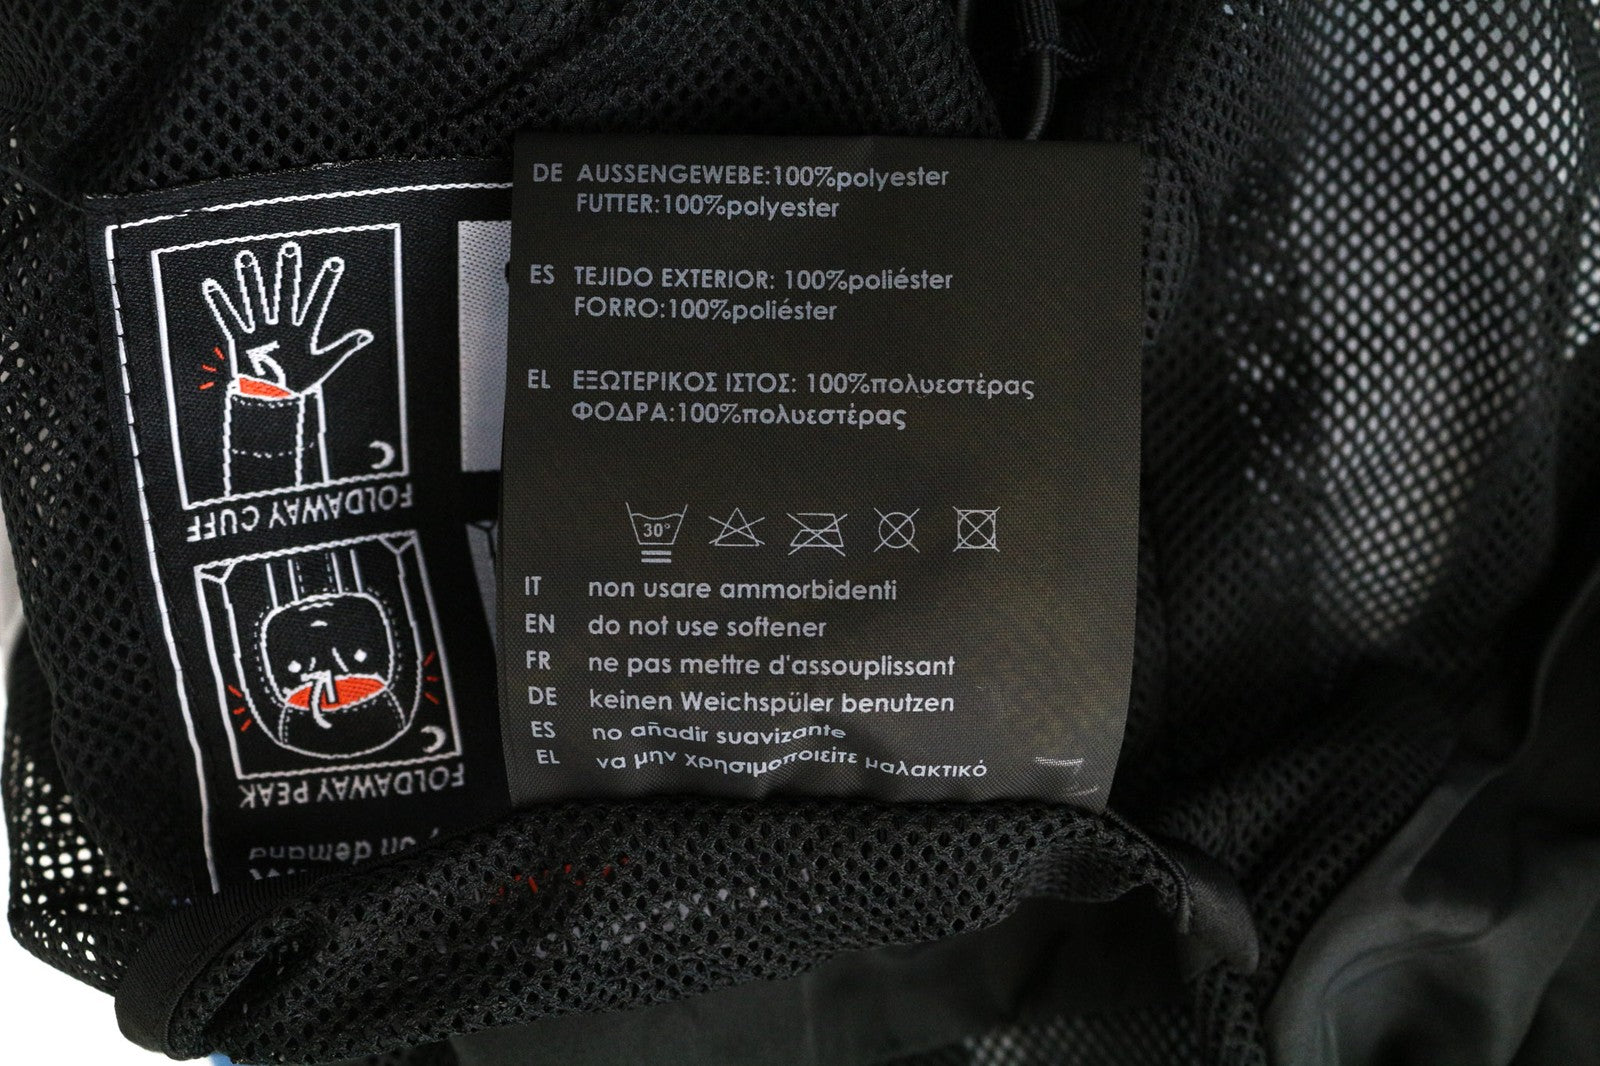 DE AUSSENGEWEBE:100%polyester
FUTTER:100%polyester
ES TEJIDO EXTERIOR: 100%poliéster
FORRO:100%poliéster
EL ΕΞΩΤΕΡΙΚΟΣ ΙΣΤΟΣ: 100%πολυεστέρας
ΦΟΔΡΑ:100%πολυεστέρας
30°
IT non usare ammorbidenti
EN do not use softener
FR ne pas mettre d'assouplissant
DE keinen Weichspüler benutzen
ES no añadir suavizante
EL να μην χρησιμοποιείτε μαλακτικό
FOLDAWAY CUFF
FOLDAWAY PEAK
on demand